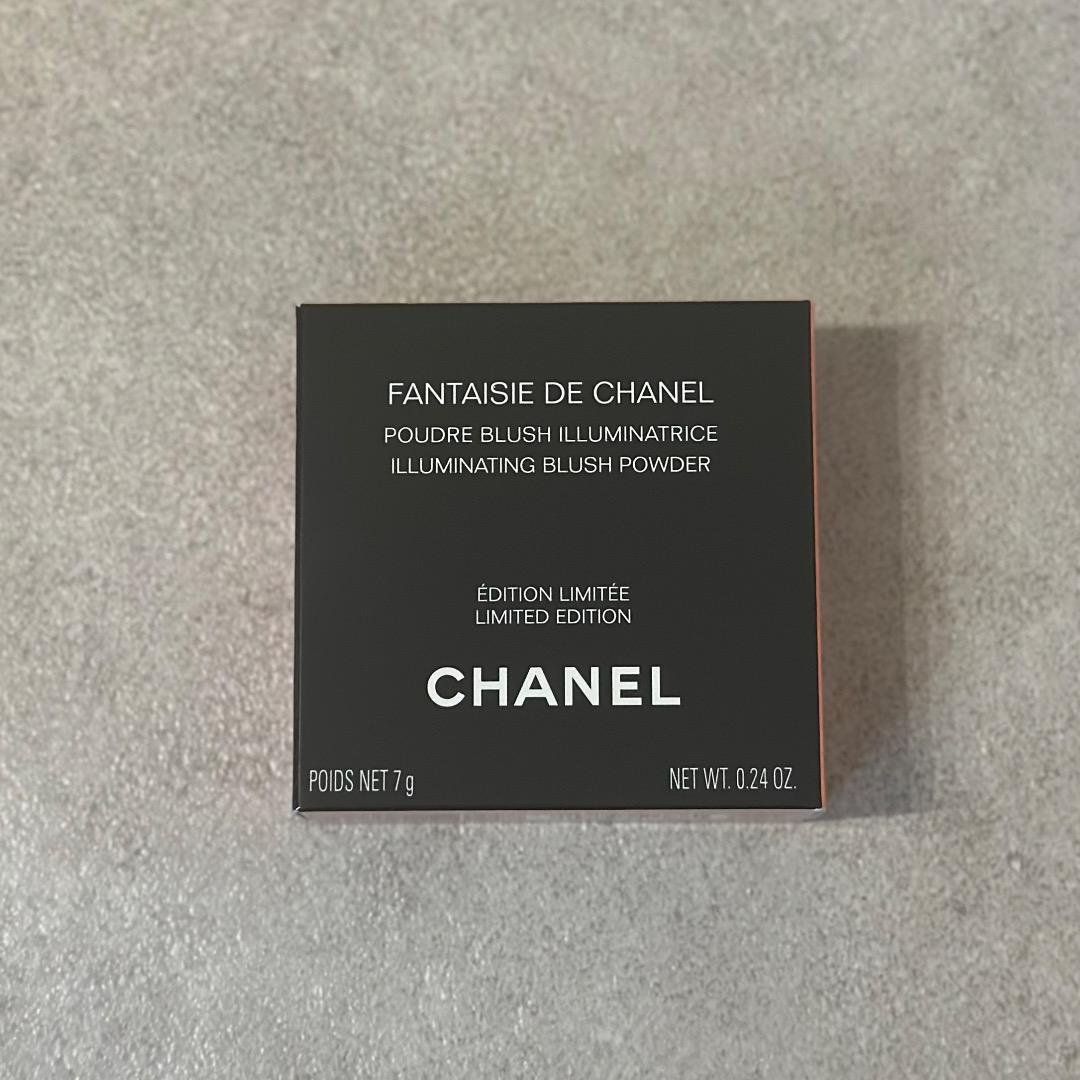 FANTAISIE DE CHANEL
POUDRE BLUSH ILLUMINATRICE
ILLUMINATING BLUSH POWDER
ÉDITION LIMITÉE
LIMITED EDITION
CHANEL
POIDS NET 7 g NET WT. 0.24 OZ.